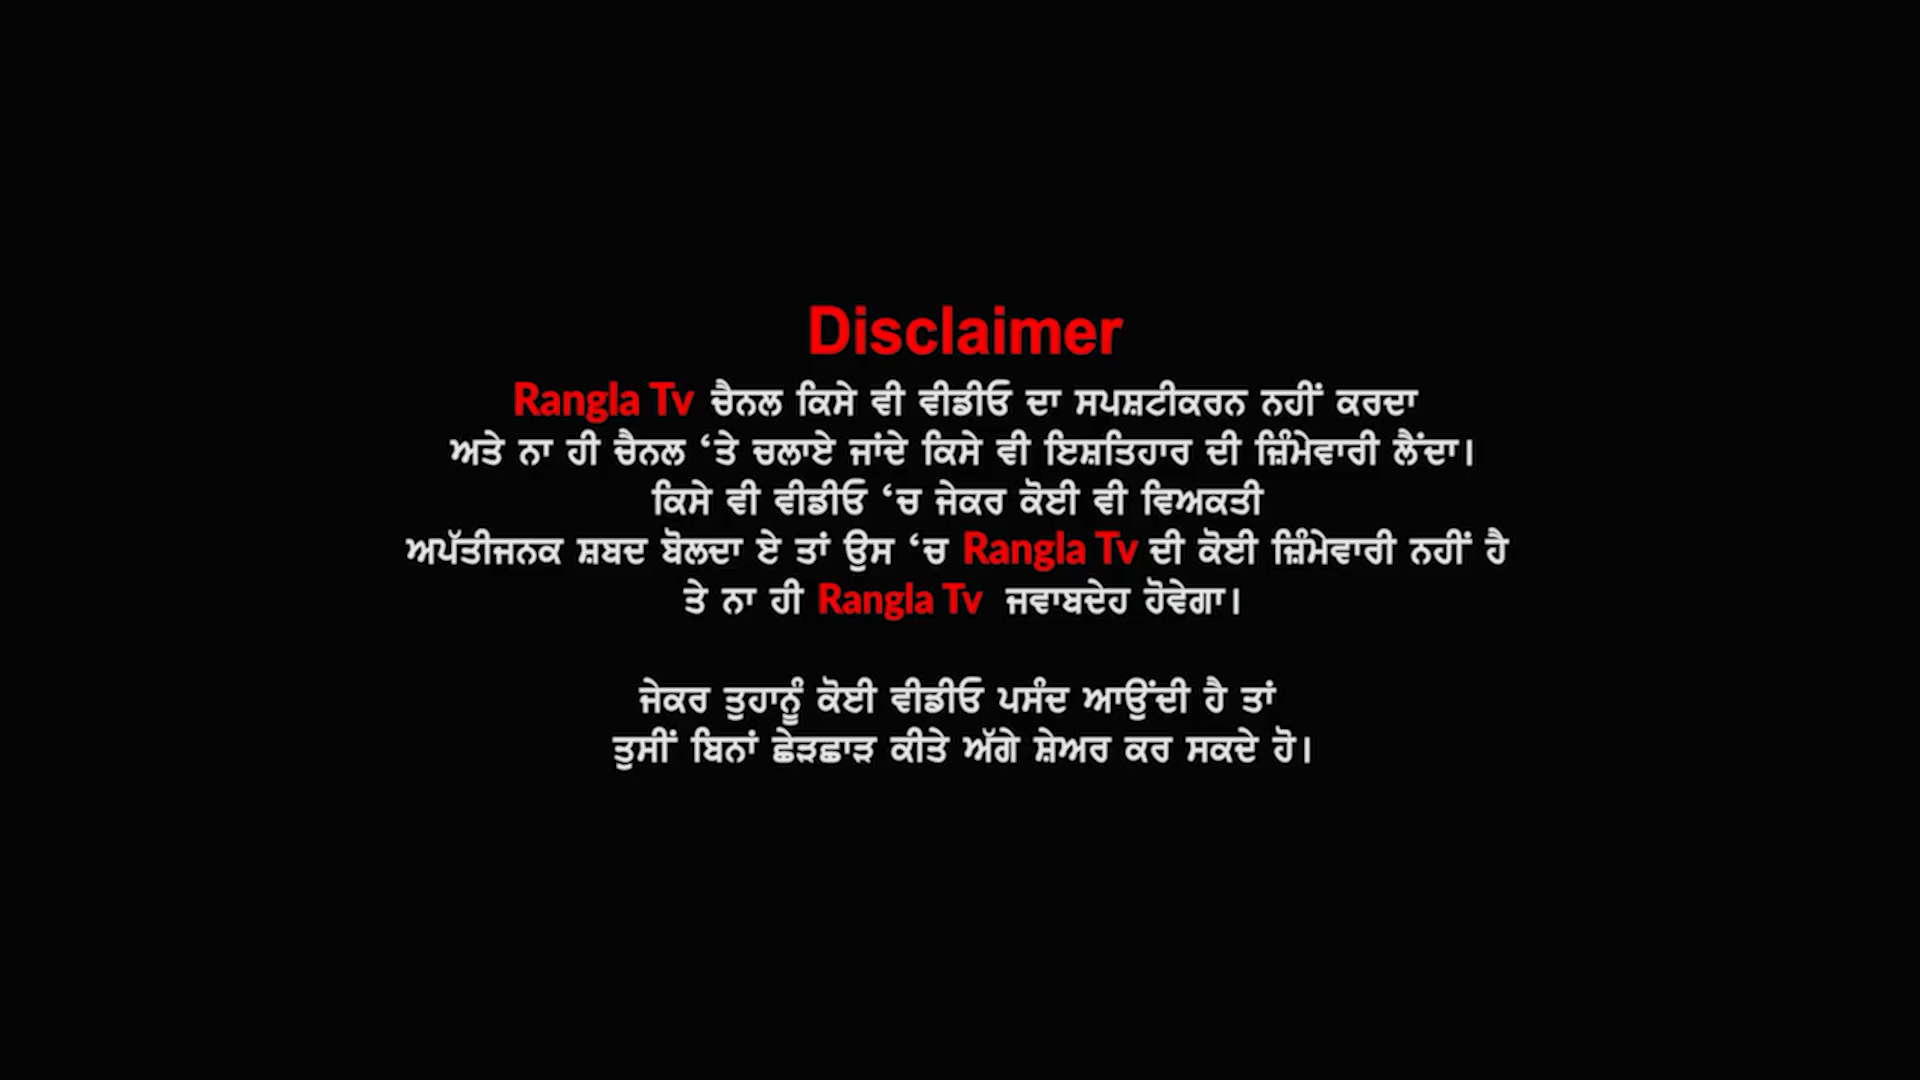 Disclaimer
Rangla Tv ਚੈਨਲ ਕਿਸੇ ਵੀ ਵੀਡੀਓ ਦਾ ਸਪਸ਼ਟੀਕਰਨ ਨਹੀਂ ਕਰਦਾ
ਅਤੇ ਨਾ ਹੀ ਚੈਨਲ ‘ਤੇ ਚਲਾਏ ਜਾਂਦੇ ਕਿਸੇ ਵੀ ਇਸ਼ਤਿਹਾਰ ਦੀ ਜ਼ਿੰਮੇਵਾਰੀ ਲੈਂਦਾ।
ਕਿਸੇ ਵੀ ਵੀਡੀਓ ‘ਚ ਜੇਕਰ ਕੋਈ ਵੀ ਵਿਅਕਤੀ
ਅਪੱਤੀਜਨਕ ਸ਼ਬਦ ਬੋਲਦਾ ਏ ਤਾਂ ਉਸ ‘ਚ Rangla Tv ਦੀ ਕੋਈ ਜ਼ਿੰਮੇਵਾਰੀ ਨਹੀਂ ਹੈ
ਤੇ ਨਾ ਹੀ Rangla Tv ਜਵਾਬਦੇਹ ਹੋਵੇਗਾ।
ਜੇਕਰ ਤੁਹਾਨੂੰ ਕੋਈ ਵੀਡੀਓ ਪਸੰਦ ਆਉਂਦੀ ਹੈ ਤਾਂ
ਤੁਸੀਂ ਬਿਨਾਂ ਛੇੜਛਾੜ ਕੀਤੇ ਅੱਗੇ ਸ਼ੇਅਰ ਕਰ ਸਕਦੇ ਹੋ।